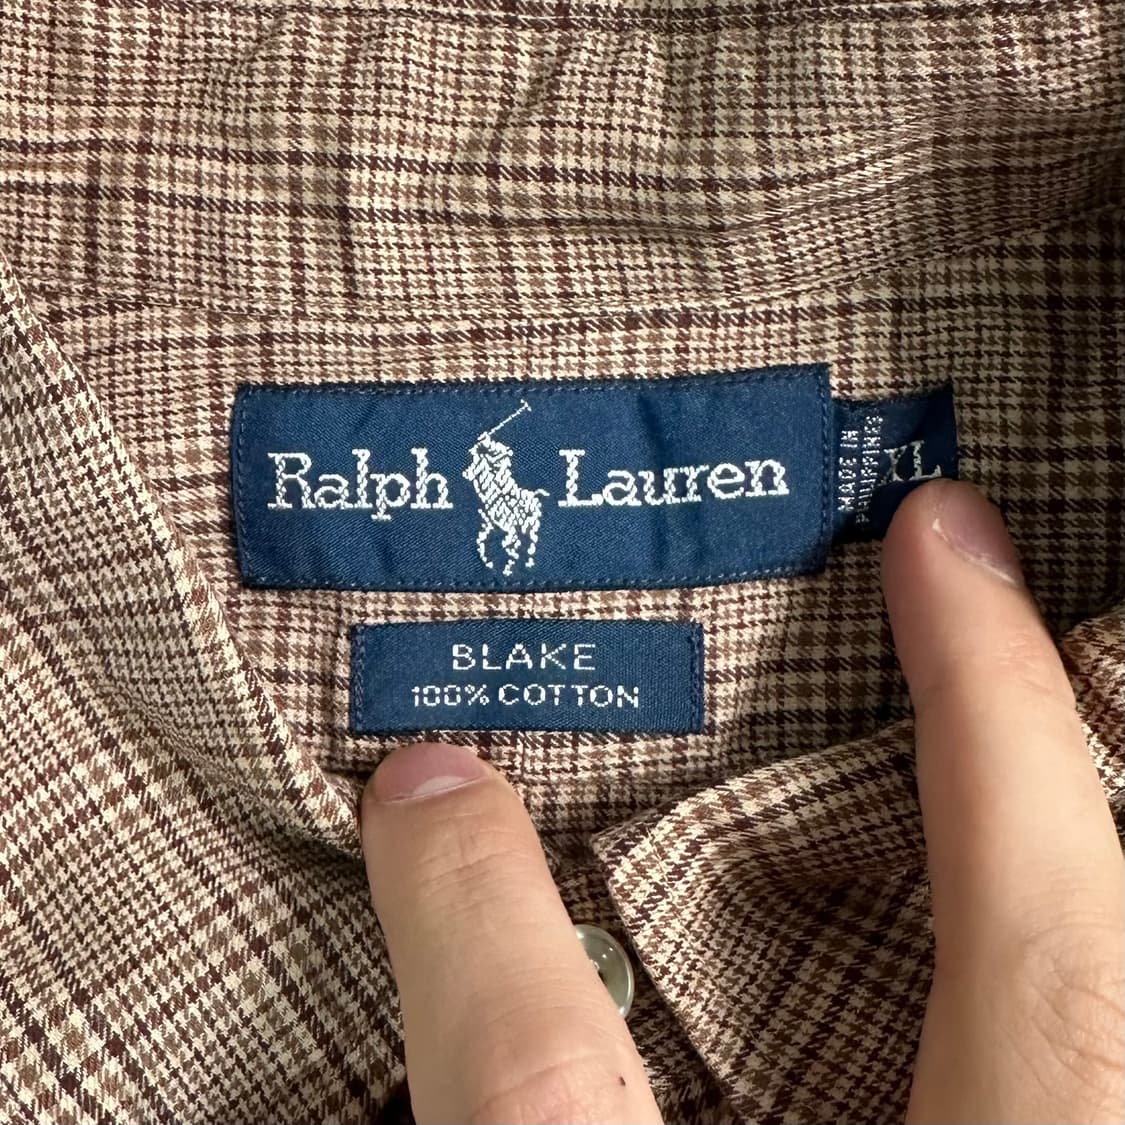 Ralph Lauren
MADE IN
PHILIPPINES
XL
BLAKE
100% COTTON